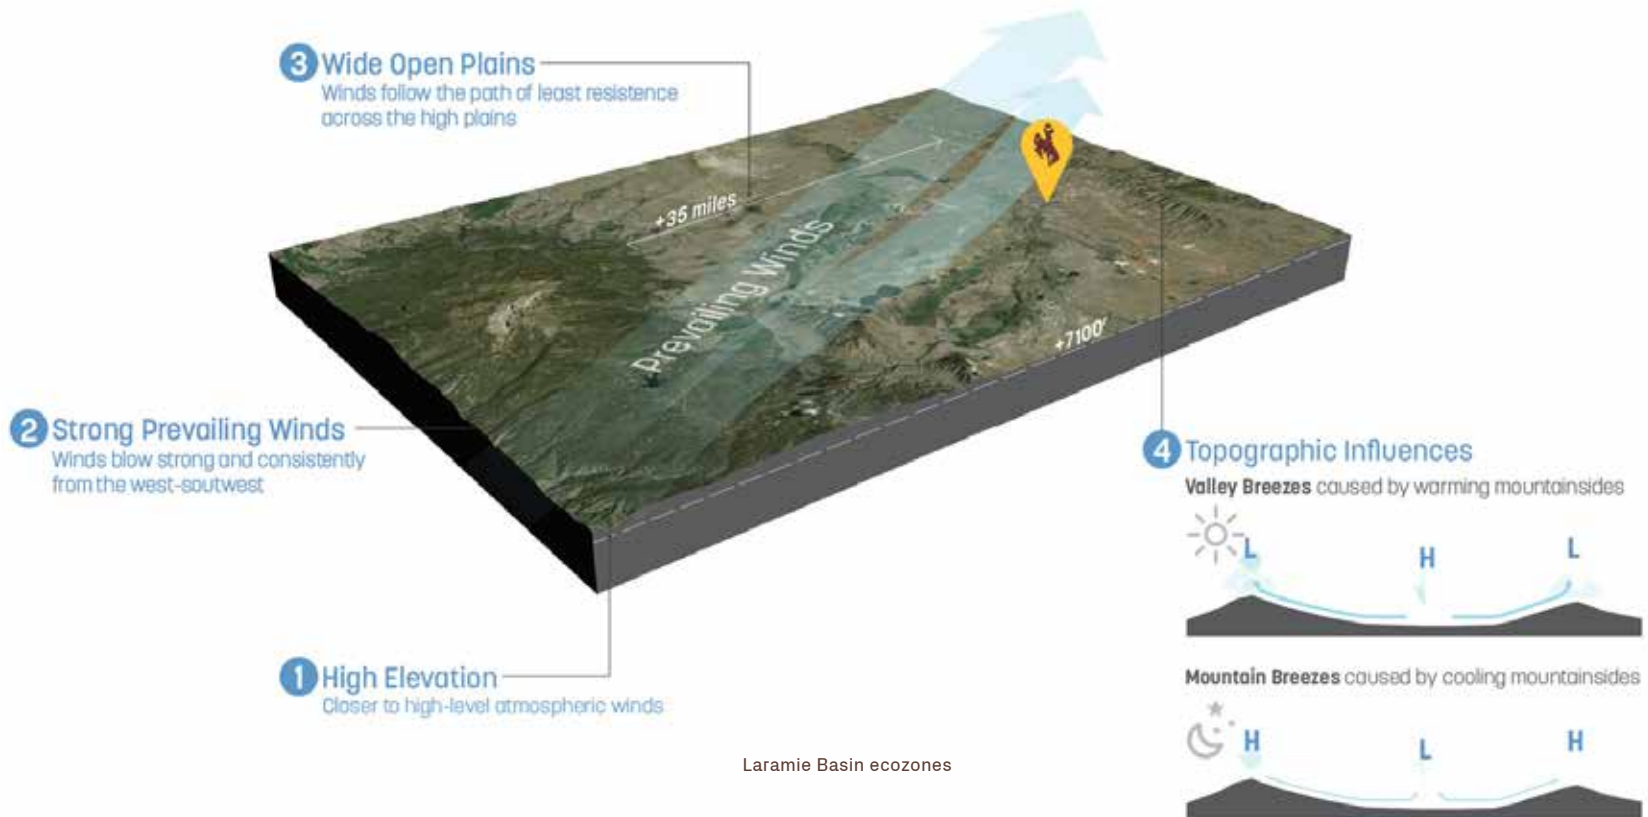 3 Wide Open Plains
Winds follow the path of least resistence
across the high plains
+35 miles
Prevailing Winds
+7100'
2 Strong Prevailing Winds
Winds blow strong and consistently
from the west-soutwest
4 Topographic Influences
Valley Breezes caused by warming mountainsides
L H L
Mountain Breezes caused by cooling mountainsides
H L H
1 High Elevation
Closer to high-level atmospheric winds
Laramie Basin ecozones